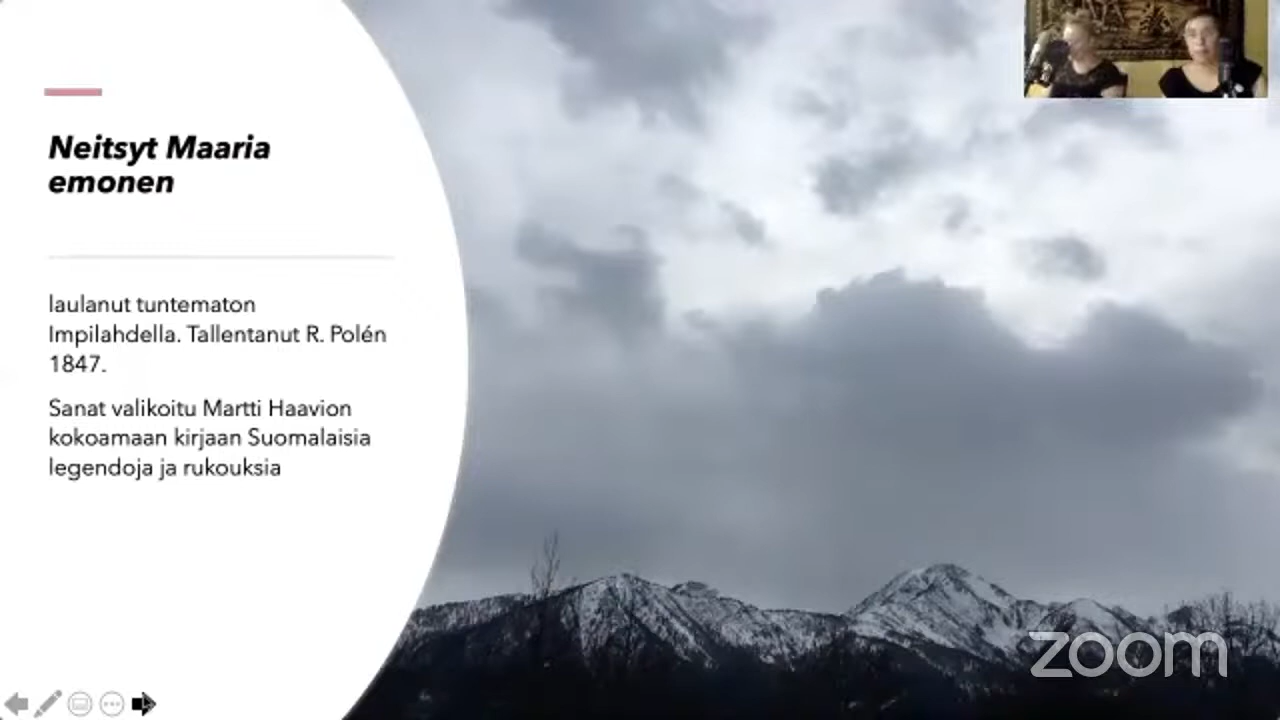 Neitsyt Maaria
emonen
laulanut tuntematon
Impilahdella. Tallentanut R. Polén
1847.
Sanat valikoitu Martti Haavion
kokoamaan kirjaan Suomalaisia
legendoja ja rukouksia
zoom